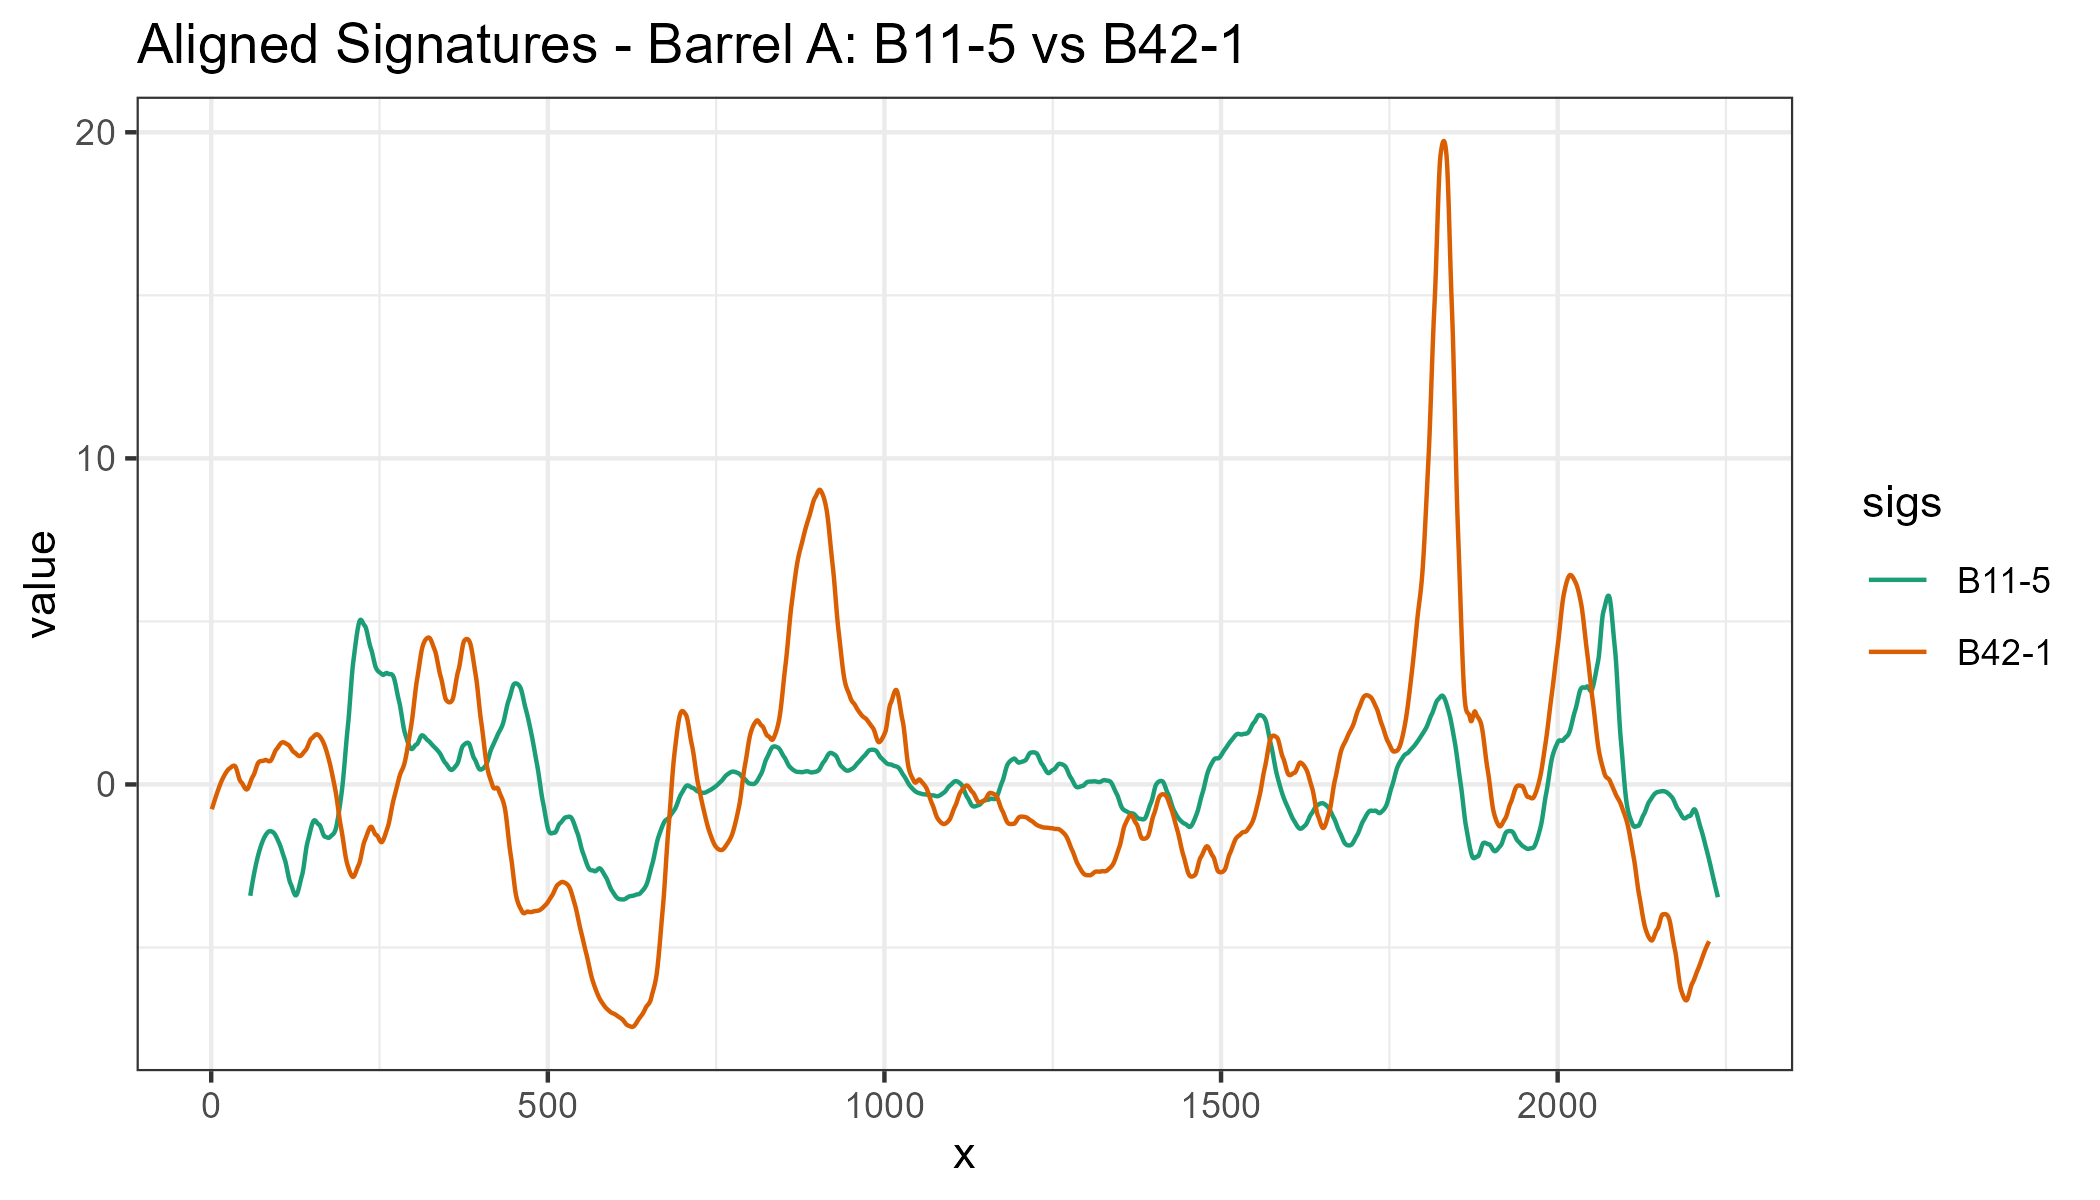 Aligned Signatures - Barrel A: B11-5 vs B42-1
20
10
0
value
0 500 1000 1500 2000
x
sigs
B11-5
B42-1